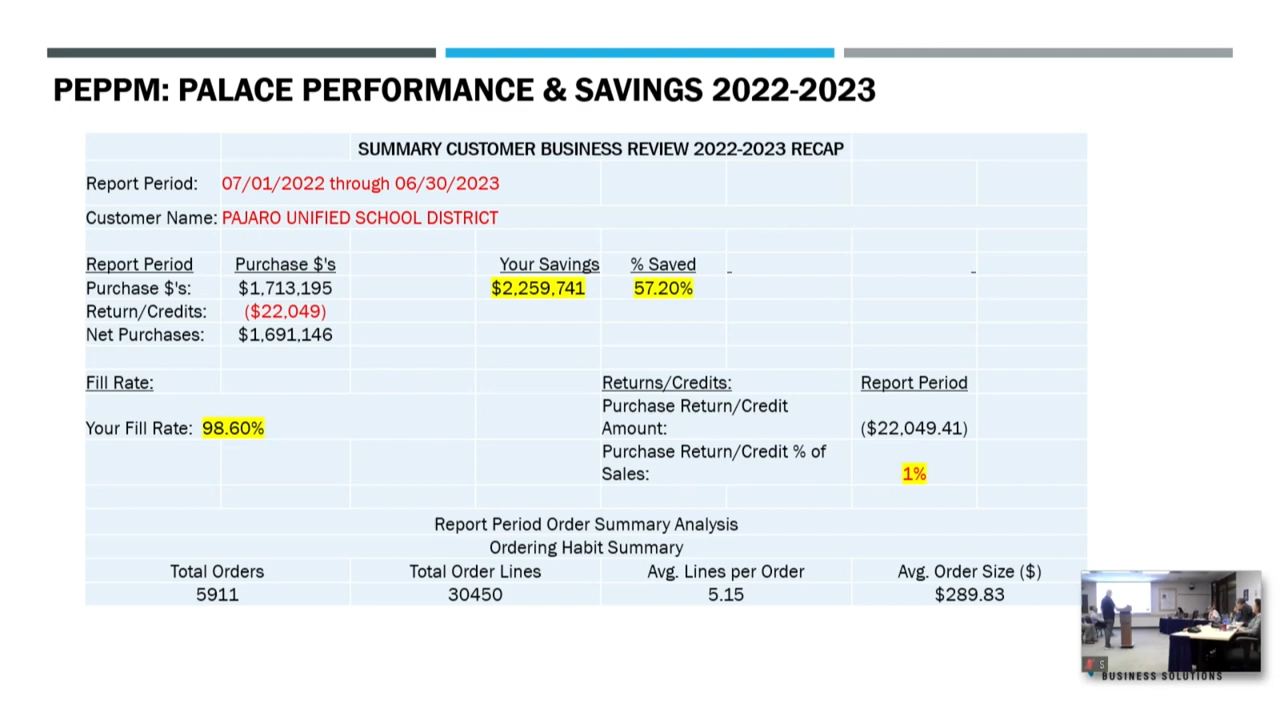 PEPPM: PALACE PERFORMANCE & SAVINGS 2022-2023
SUMMARY CUSTOMER BUSINESS REVIEW 2022-2023 RECAP
Report Period: 07/01/2022 through 06/30/2023
Customer Name: PAJARO UNIFIED SCHOOL DISTRICT
Report Period Purchase $'s Your Savings % Saved
Purchase $'s: $1,713,195 $2,259,741 57.20%
Return/Credits: ($22,049)
Net Purchases: $1,691,146
Fill Rate: Returns/Credits: Report Period
Purchase Return/Credit
Your Fill Rate: 98.60% Amount: ($22,049.41)
Purchase Return/Credit % of
Sales: 1%
Report Period Order Summary Analysis
Ordering Habit Summary
Total Orders Total Order Lines Avg. Lines per Order Avg. Order Size ($)
5911 30450 5.15 $289.83
S
BUSINESS SOLUTIONS